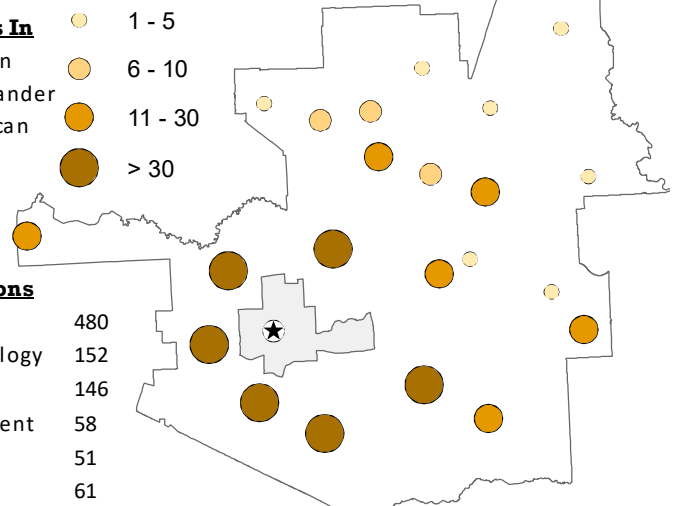 s In
1 - 5
n
6 - 10
ander
11 - 30
can
> 30
ons
480
logy 152
146
ent 58
51
61